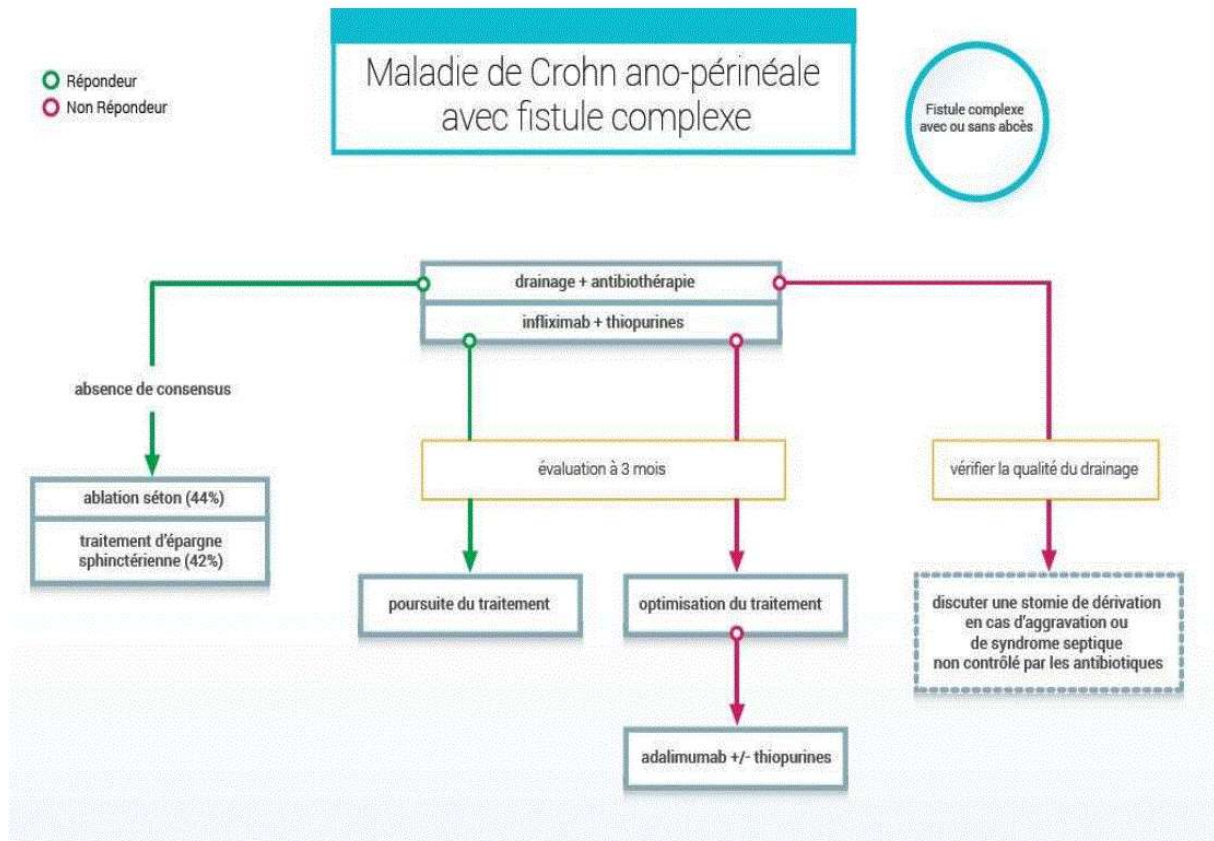 Répondeur
Non Répondeur
Maladie de Crohn ano-périnéale
avec fistule complexe
Fistule complexe
avec ou sans abcès
drainage + antibiothérapie
infliximab + thiopurines
absence de consensus
évaluation à 3 mois
vérifier la qualité du drainage
ablation séton (44%)
traitement d'épargne
sphinctérienne (42%)
poursuite du traitement
optimisation du traitement
discuter une stomie de dérivation
en cas d'aggravation ou
de syndrome septique
non contrôlé par les antibiotiques
adalimumab +/- thiopurines